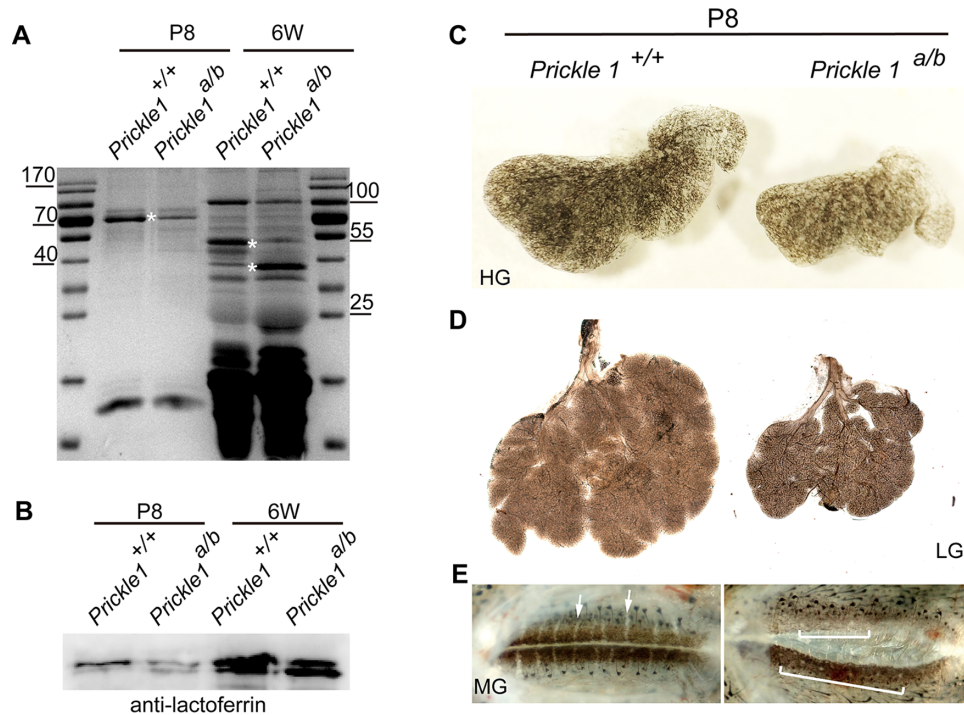 A
P8
6W
Prickle1 +/+
Prickle1 a/b
Prickle1 +/+
Prickle1 a/b
170
70
40
100
55
25
*
*
*
B
P8
6W
Prickle1 +/+
Prickle1 a/b
Prickle1 +/+
Prickle1 a/b
anti-lactoferrin
C
P8
Prickle 1 +/+
Prickle 1 a/b
HG
D
LG
E
MG